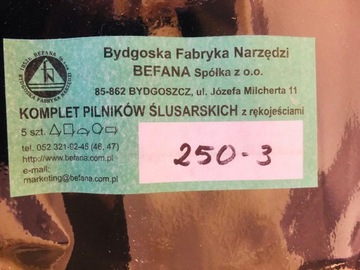 Bydgoska Fabryka Narzędzi
BEFANA Spółka z o.o.
85-862 BYDGOSZCZ, ul. Józefa Milcherta 11
KOMPLET PILNIKÓW ŚLUSARSKICH z rękojeściami
5 szt.
tel. 052 321-02-45 (46, 47)
http://www.befana.com.pl
e-mail:
marketing@befana.com.pl
250-3